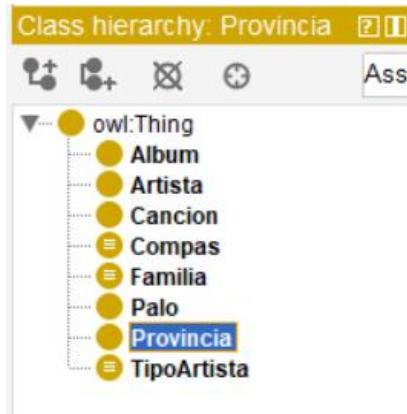 Class hierarchy: Provincia
Ass
owl:Thing
Album
Artista
Cancion
Compas
Familia
Palo
Provincia
TipoArtista